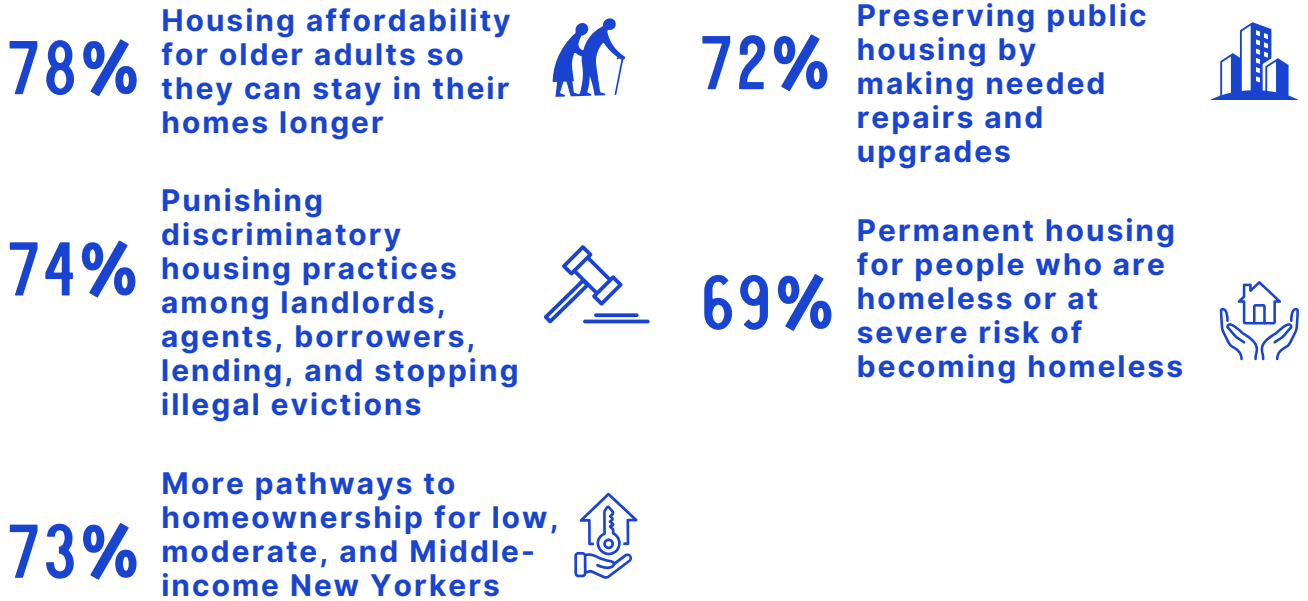 78%
Housing affordability
for older adults so
they can stay in their
homes longer
74%
Punishing
discriminatory
housing practices
among landlords,
agents, borrowers,
lending, and stopping
illegal evictions
73%
More pathways to
homeownership for low,
moderate, and Middle-
income New Yorkers
72%
Preserving public
housing by
making needed
repairs and
upgrades
69%
Permanent housing
for people who are
homeless or at
severe risk of
becoming homeless